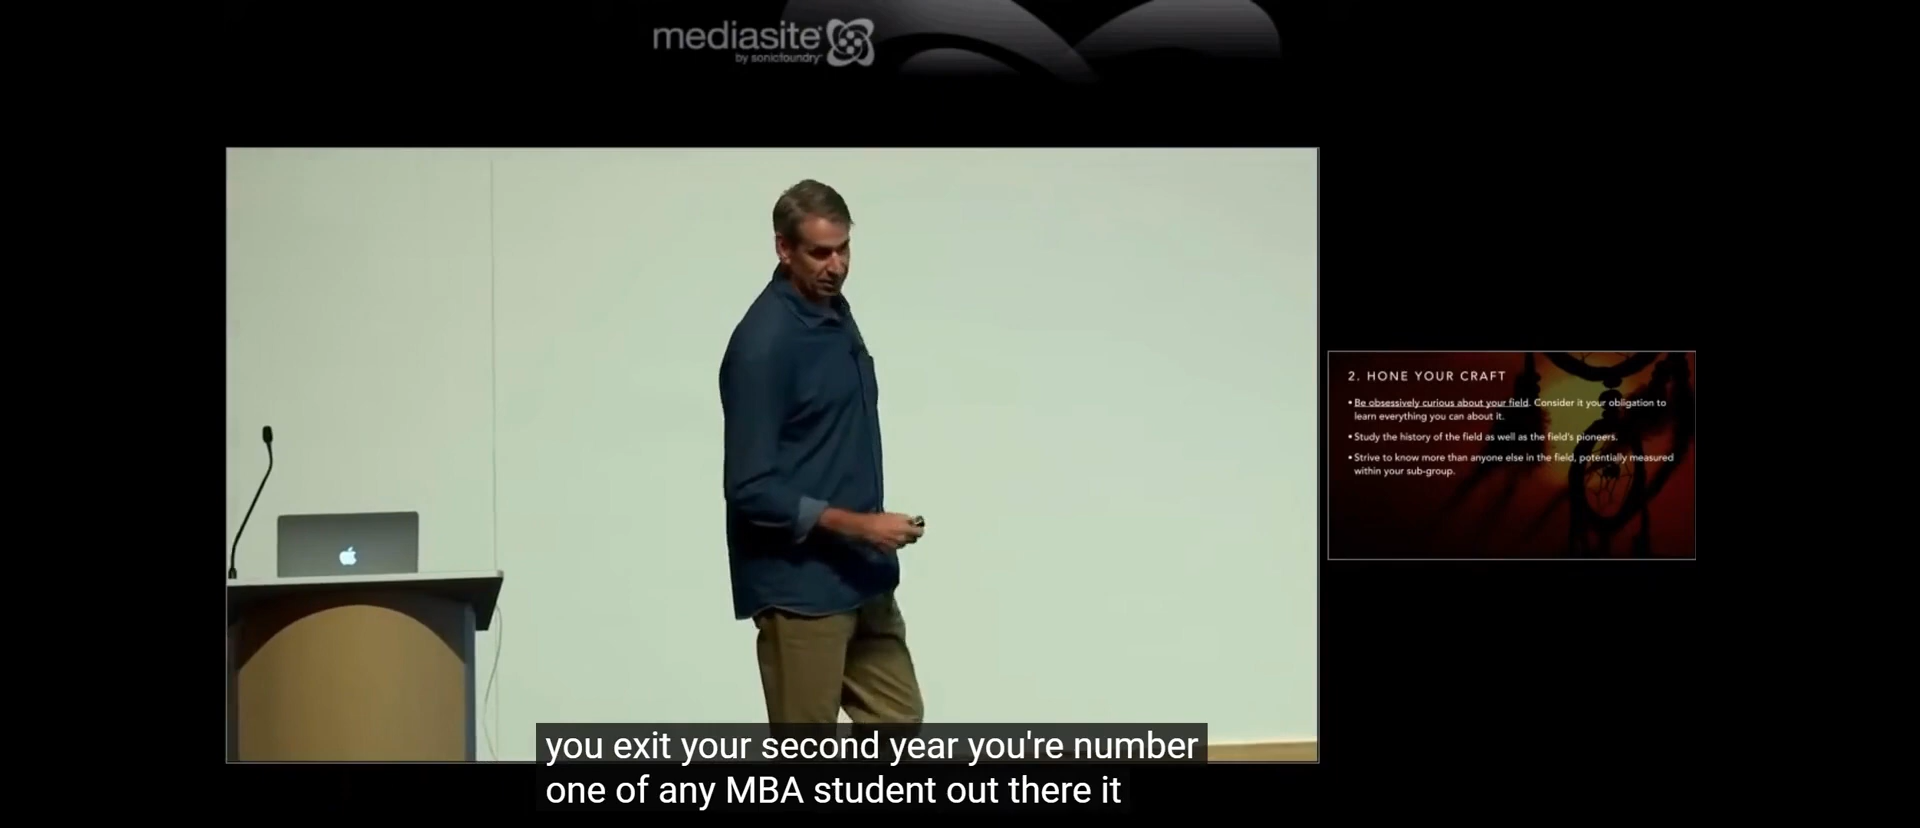 mediasite
by sonicfoundry
2. HONE YOUR CRAFT
• Be obsessively curious about your field. Consider it your obligation to
learn everything you can about it.
• Study the history of the field as well as the field's pioneers.
• Strive to know more than anyone else in the field, potentially measured
within your sub-group.
you exit your second year you're number
one of any MBA student out there it